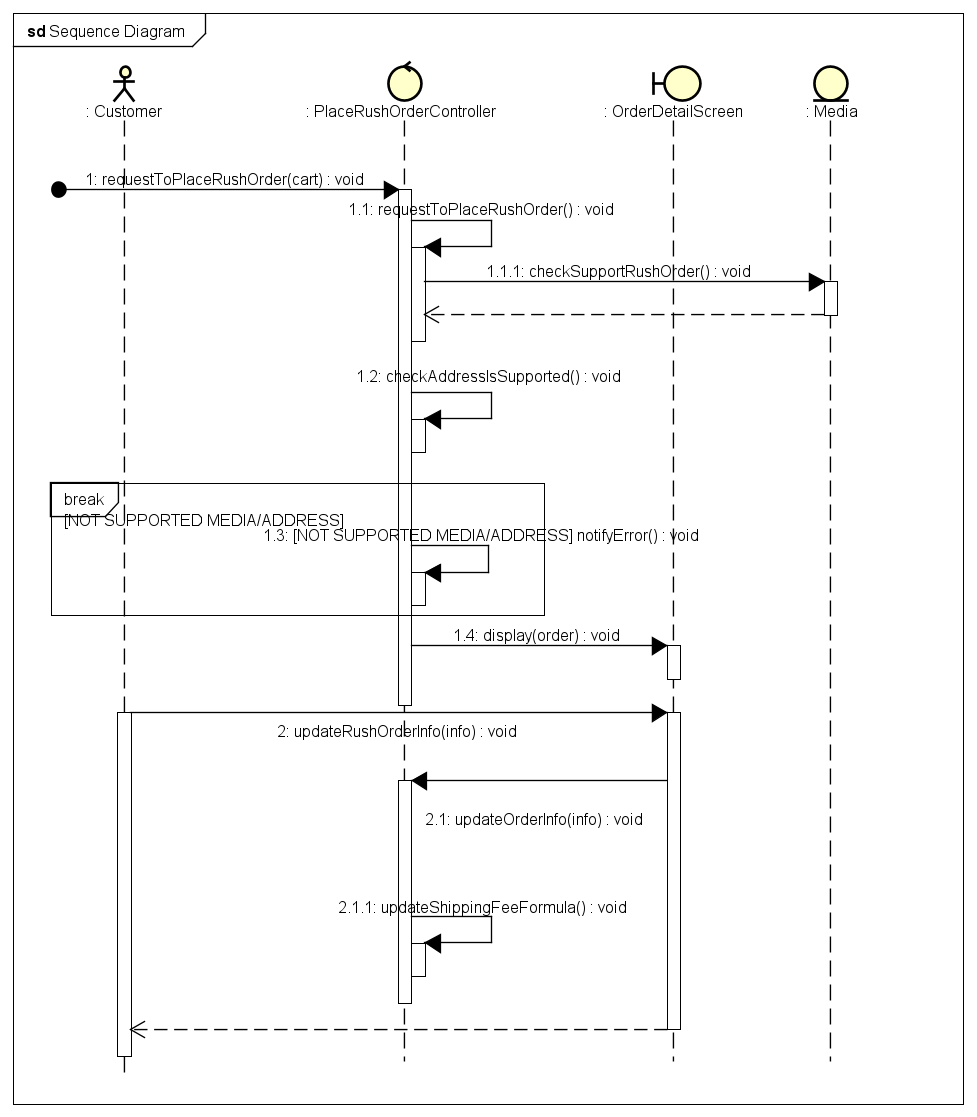 sd Sequence Diagram
: Customer
: PlaceRushOrderController
: OrderDetailScreen
: Media
1: requestToPlaceRushOrder(cart) : void
1.1: requestToPlaceRushOrder() : void
1.1.1: checkSupportRushOrder() : void
1.2: checkAddressIsSupported() : void
break
[NOT SUPPORTED MEDIA/ADDRESS]
1.3: [NOT SUPPORTED MEDIA/ADDRESS] notifyError() : void
1.4: display(order) : void
2: updateRushOrderInfo(info) : void
2.1: updateOrderInfo(info) : void
2.1.1: updateShippingFeeFormula() : void